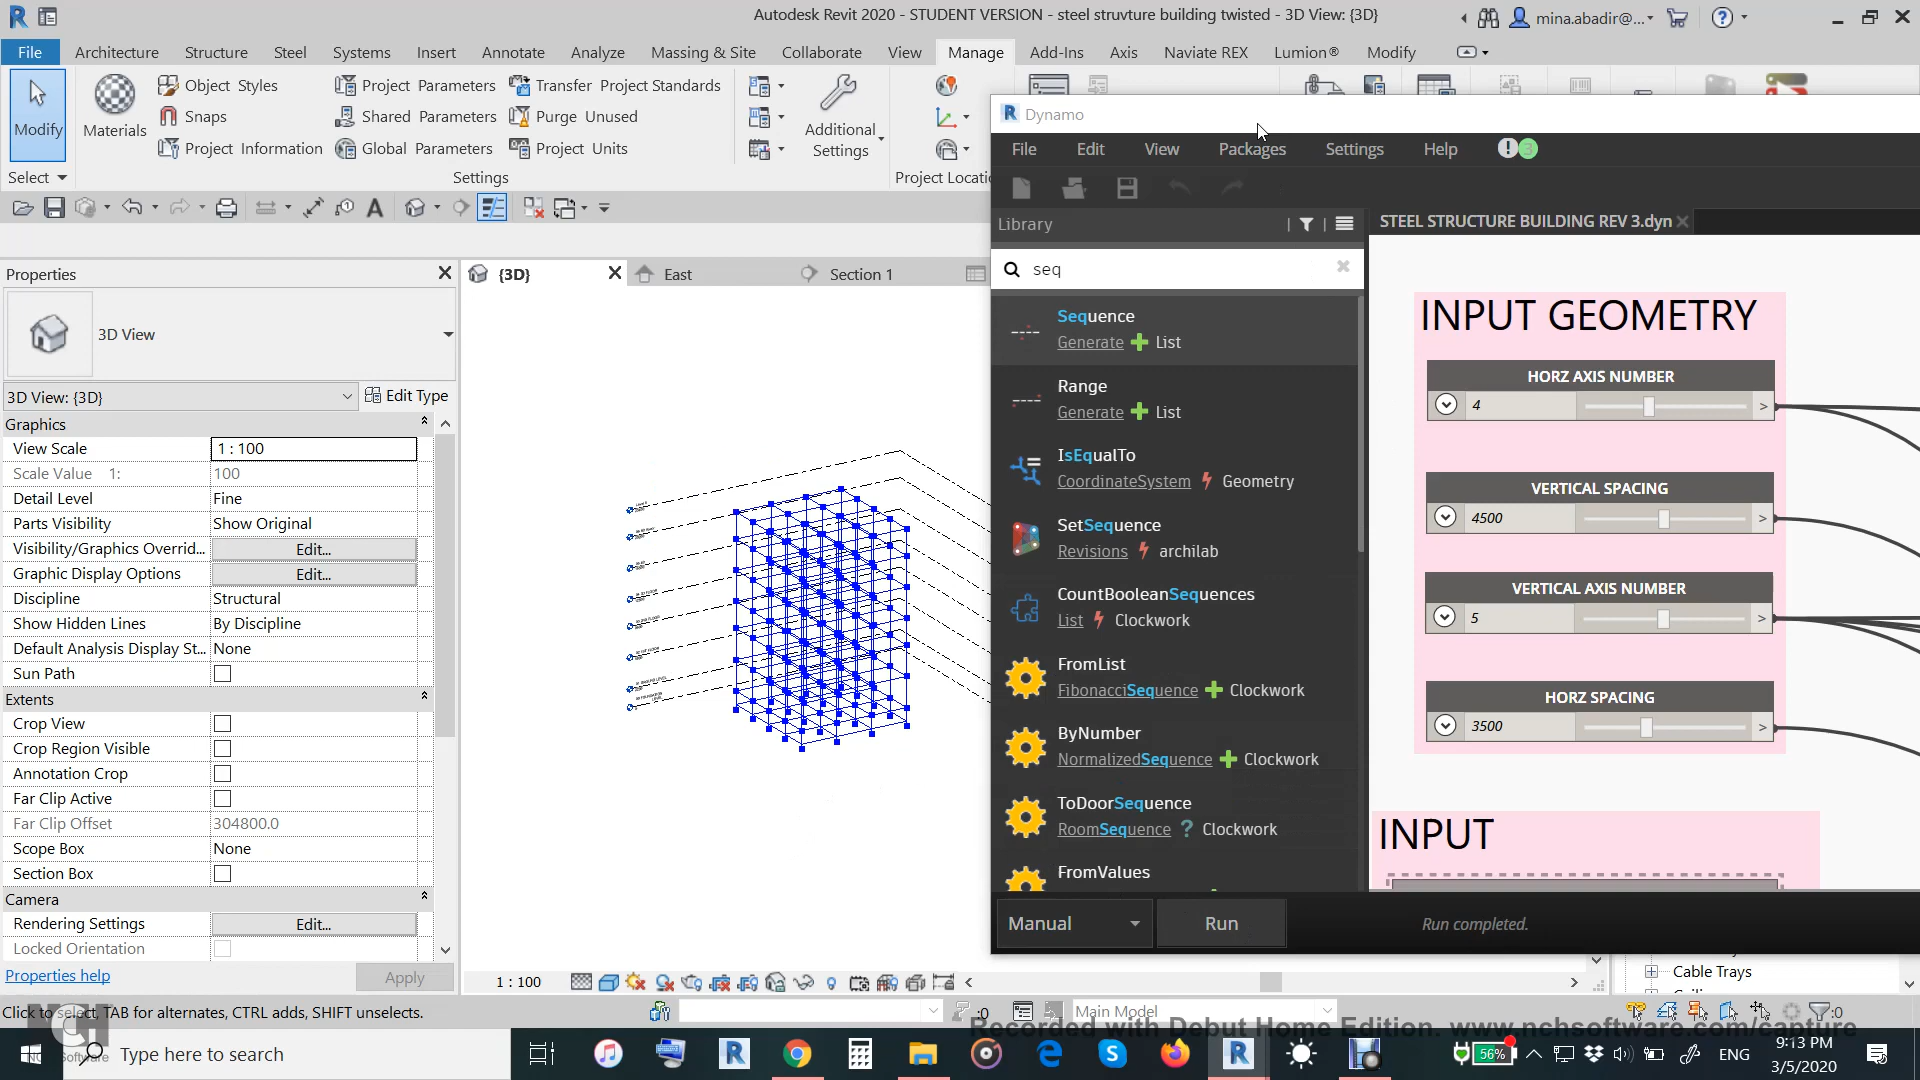 Autodesk Revit 2020 - STUDENT VERSION - steel struvture building twisted - 3D View: {3D}
mina.abadir@...
File Architecture Structure Steel Systems Insert Annotate Analyze Massing & Site Collaborate View Manage Add-Ins Axis Naviate REX Lumion® Modify
Modify
Materials
Object Styles
Snaps
Project Information
Project Parameters
Shared Parameters
Global Parameters
Transfer Project Standards
Purge Unused
Project Units
Additional
Settings
Select
Settings
Project Locati
Properties
3D View
3D View: {3D}
Edit Type
Graphics
View Scale 1 : 100
Scale Value 1: 100
Detail Level Fine
Parts Visibility Show Original
Visibility/Graphics Overrid... Edit...
Graphic Display Options Edit...
Discipline Structural
Show Hidden Lines By Discipline
Default Analysis Display St... None
Sun Path
Extents
Crop View
Crop Region Visible
Annotation Crop
Far Clip Active
Far Clip Offset 304800.0
Scope Box None
Section Box
Camera
Rendering Settings Edit...
Locked Orientation
Properties help
Apply
{3D}
East
Section 1
1 : 100
Dynamo
File Edit View Packages Settings Help
3
Library
seq
Sequence
Generate List
Range
Generate List
IsEqualTo
CoordinateSystem Geometry
SetSequence
Revisions archilab
CountBooleanSequences
List Clockwork
FromList
FibonacciSequence Clockwork
ByNumber
NormalizedSequence Clockwork
ToDoorSequence
RoomSequence ? Clockwork
FromValues
STEEL STRUCTURE BUILDING REV 3.dyn
INPUT GEOMETRY
HORZ AXIS NUMBER
4 >
VERTICAL SPACING
4500 >
VERTICAL AXIS NUMBER
5 >
HORZ SPACING
3500 >
INPUT
Manual
Run
Run completed.
Cable Trays
Click to select, TAB for alternates, CTRL adds, SHIFT unselects.
:0
Main Model
:0
Recorded with Debut Home Edition. www.nchsoftware.com/capture
NCH
Software
Type here to search
56%
ENG
9:13 PM
3/5/2020